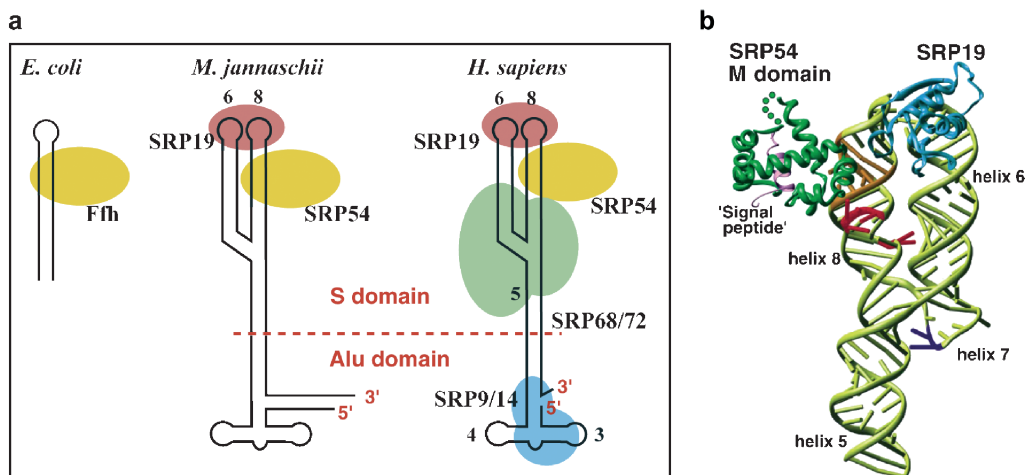 a
E. coli
M. jannaschii
H. sapiens
6 8
6 8
SRP19
SRP19
Ffh
SRP54
SRP54
5
S domain
SRP68/72
Alu domain
3'
5'
SRP9/14
3'
5'
4
3
b
SRP54
M domain
SRP19
'Signal
peptide'
helix 6
helix 8
helix 7
helix 5